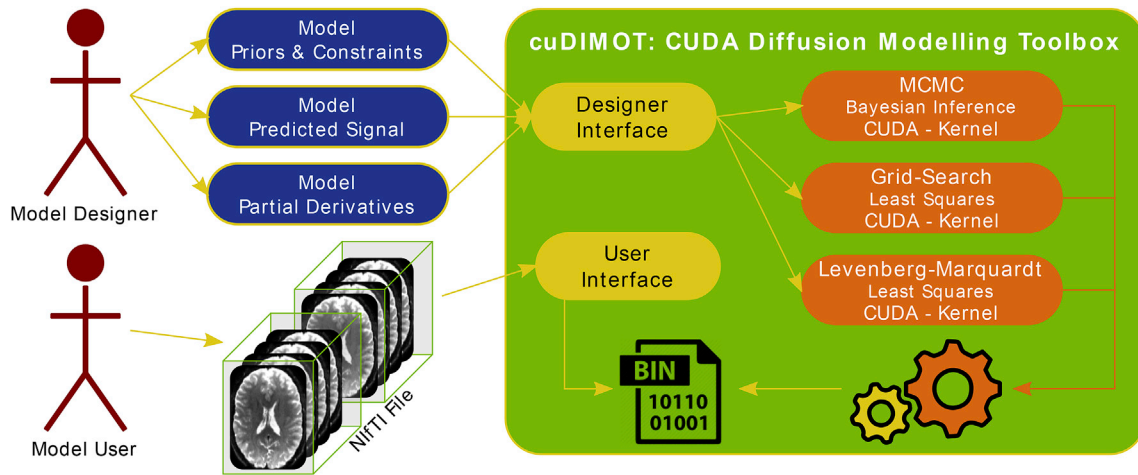 Model
Priors & Constraints
Model
Predicted Signal
Model
Partial Derivatives
Model Designer
cuDIMOT: CUDA Diffusion Modelling Toolbox
Designer
Interface
MCMC
Bayesian Inference
CUDA - Kernel
Grid-Search
Least Squares
CUDA - Kernel
Levenberg-Marquardt
Least Squares
CUDA - Kernel
User
Interface
NIfTI File
Model User
BIN
10110
01001